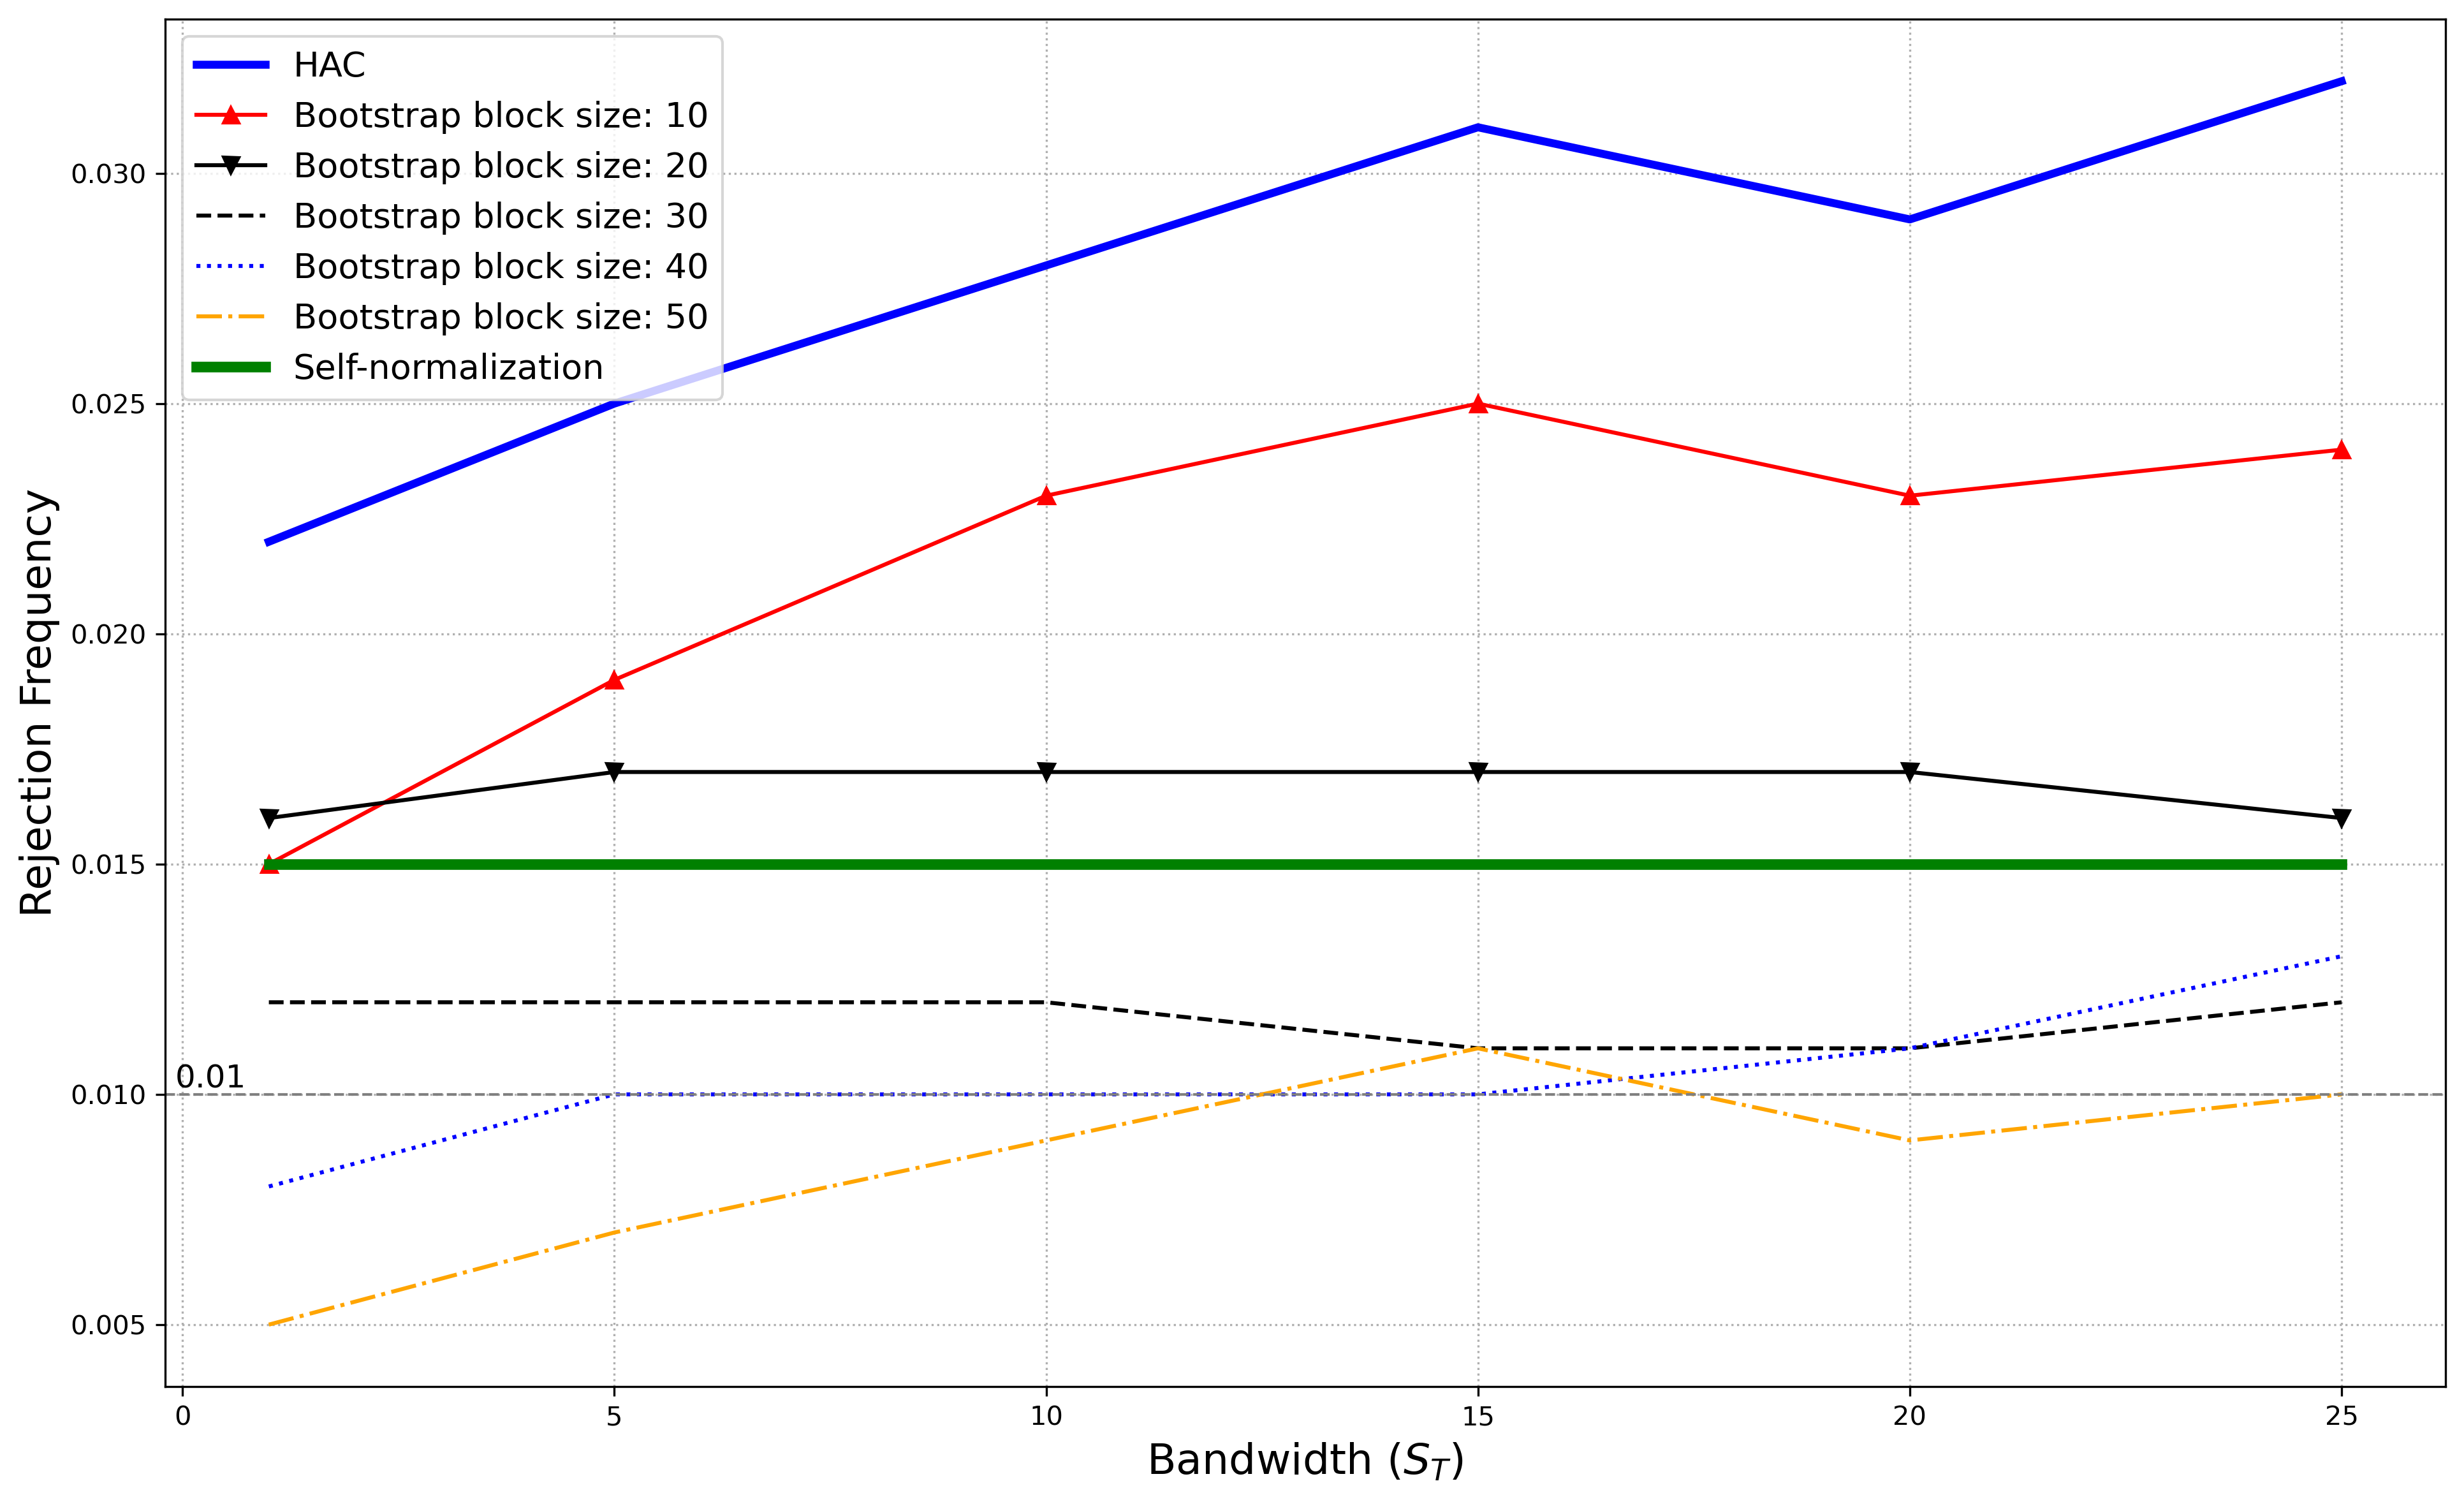 HAC
Bootstrap block size: 10
Bootstrap block size: 20
Bootstrap block size: 30
Bootstrap block size: 40
Bootstrap block size: 50
Self-normalization
0.030
0.025
0.020
0.015
0.010
0.005
0.01
Rejection Frequency
0 5 10 15 20 25
Bandwidth (S_T)